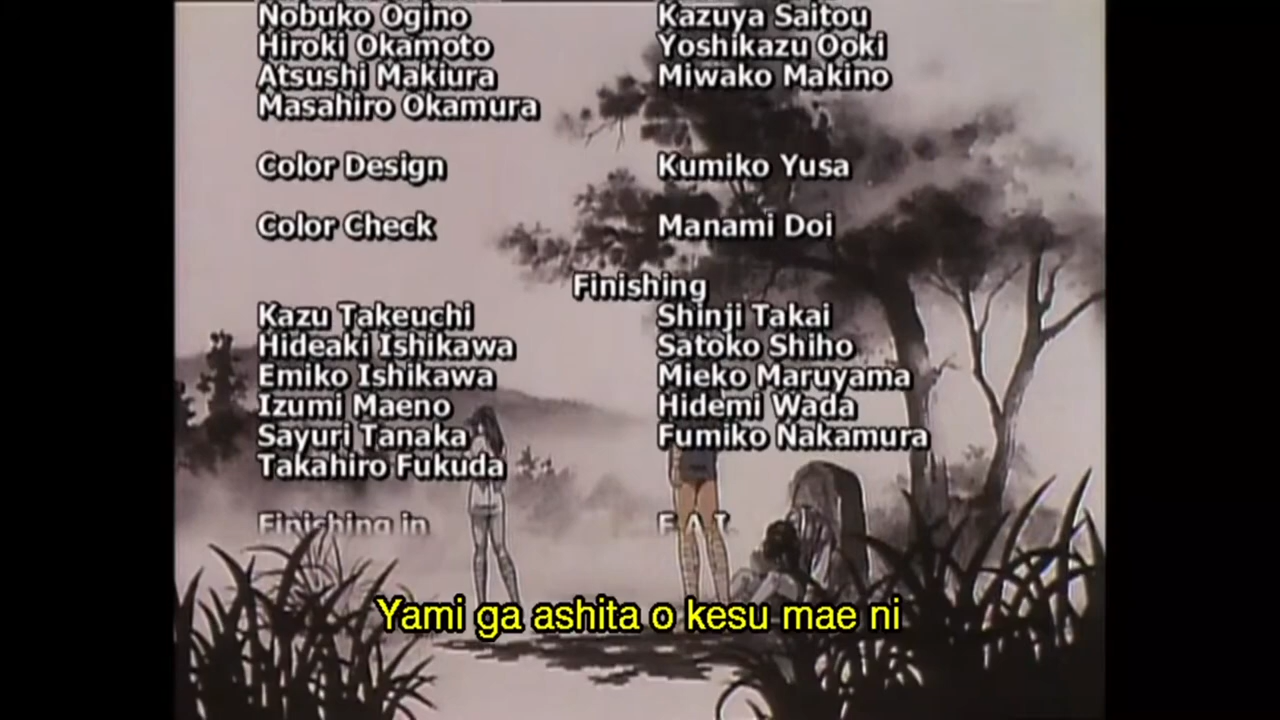 Nobuko Ogino Kazuya Saitou
Hiroki Okamoto Yoshikazu Ooki
Atsushi Makiura Miwako Makino
Masahiro Okamura
Color Design Kumiko Yusa
Color Check Manami Doi
Finishing
Kazu Takeuchi Shinji Takai
Hideaki Ishikawa Satoko Shiho
Emiko Ishikawa Mieko Maruyama
Izumi Maeno Hidemi Wada
Sayuri Tanaka Fumiko Nakamura
Takahiro Fukuda
Finishing in
Yami ga ashita o kesu mae ni